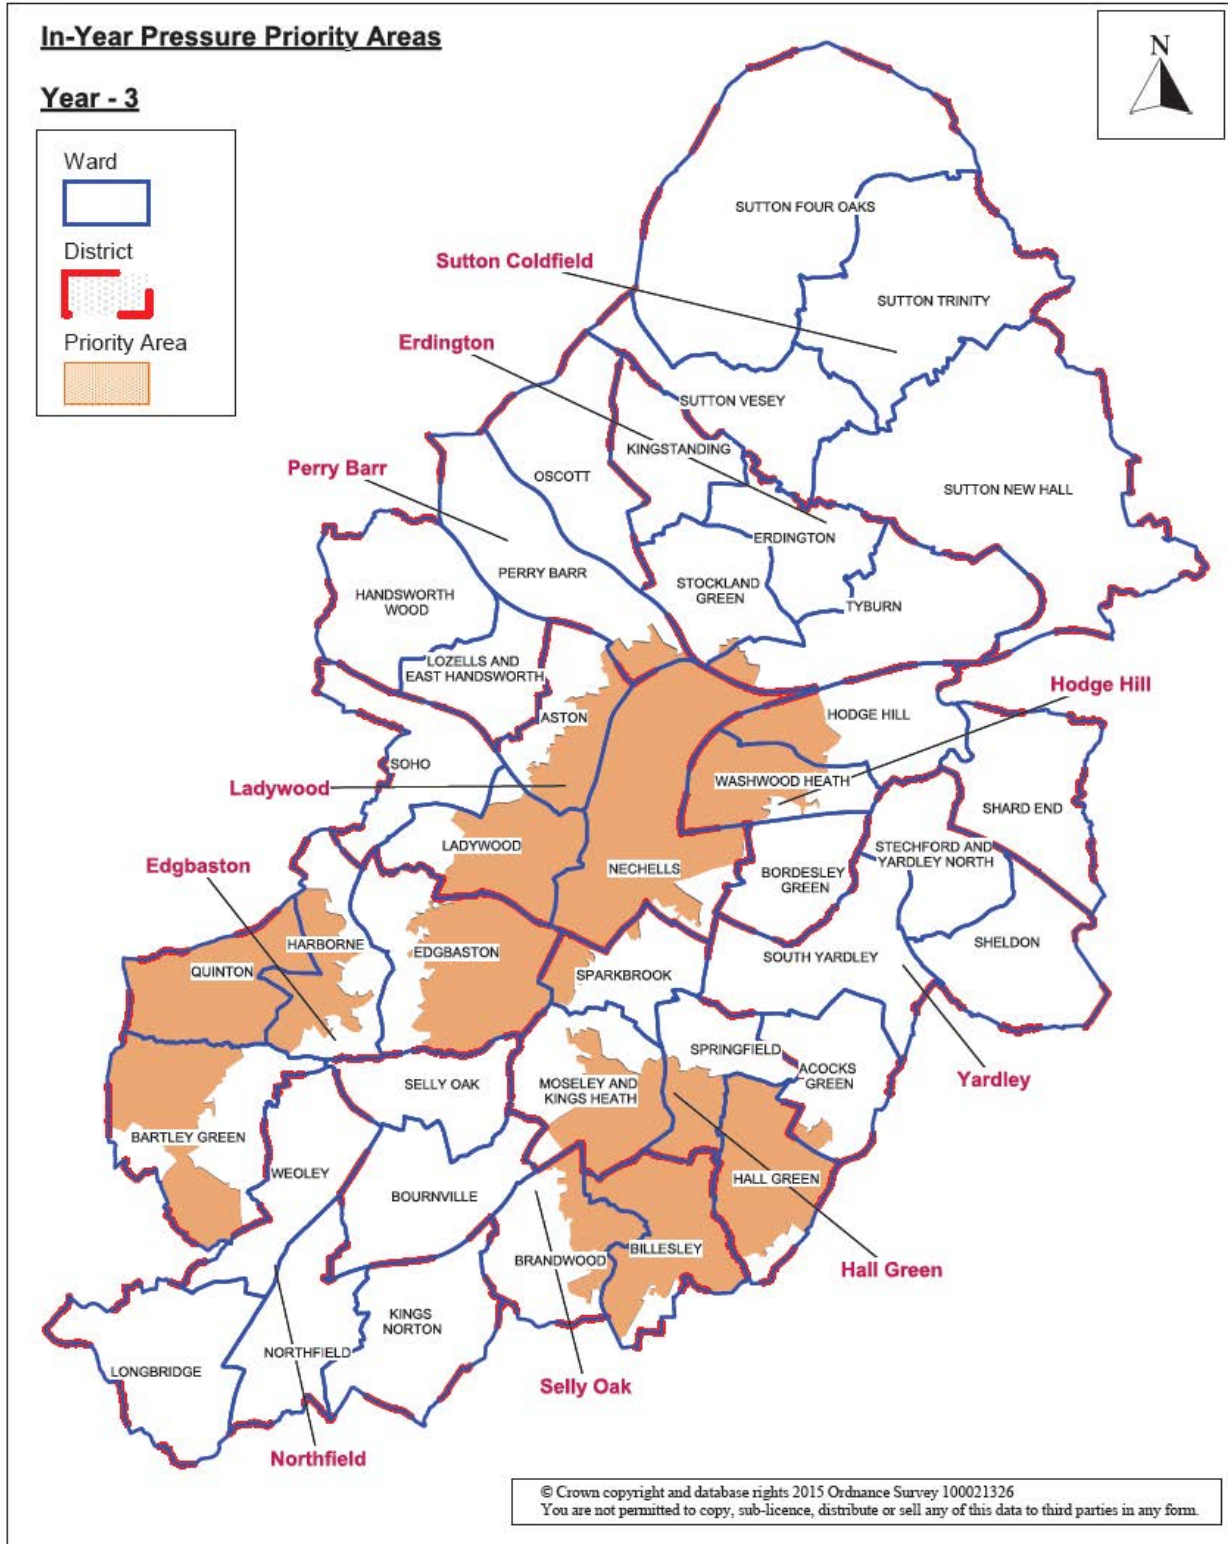 In-Year Pressure Priority Areas
Year - 3
Ward
District
Priority Area
N
SUTTON FOUR OAKS
Sutton Coldfield
SUTTON TRINITY
Erdington
SUTTON VESEY
KINGSTANDING
Perry Barr
OSCOTT
SUTTON NEW HALL
ERDINGTON
PERRY BARR
STOCKLAND
GREEN
HANDSWORTH
WOOD
TYBURN
LOZELLS AND
EAST HANDSWORTH
Hodge Hill
ASTON
HODGE HILL
SOHO
WASHWOOD HEATH
Ladywood
SHARD END
LADYWOOD
STECHFORD AND
YARDLEY NORTH
Edgbaston
NECHELLS
BORDESLEY
GREEN
HARBORNE
EDGBASTON
SHELDON
QUINTON
SPARKBROOK
SOUTH YARDLEY
SPRINGFIELD
ACOCKS
GREEN
Yardley
SELLY OAK
MOSELEY AND
KINGS HEATH
BARTLEY GREEN
WEOLEY
HALL GREEN
BOURNVILLE
BRANDWOOD
BILLESLEY
Hall Green
KINGS
NORTON
NORTHFIELD
LONGBRIDGE
Selly Oak
Northfield
© Crown copyright and database rights 2015 Ordnance Survey 100021326
You are not permitted to copy, sub-licence, distribute or sell any of this data to third parties in any form.